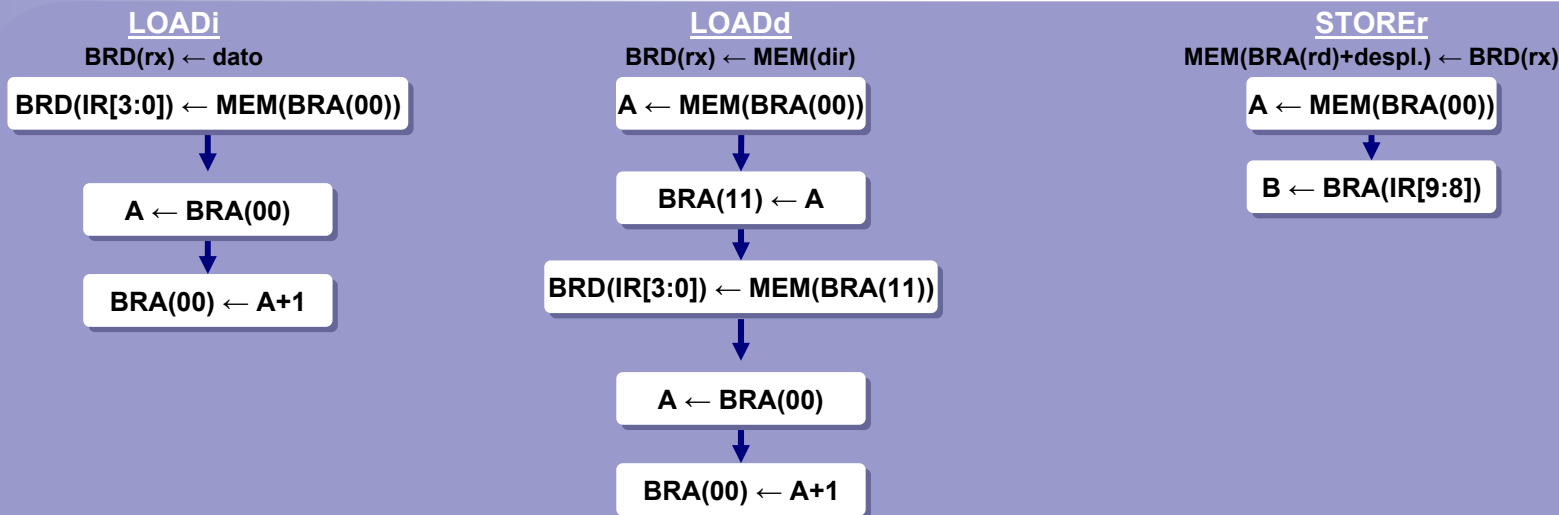 LOADi
BRD(rx) ← dato
BRD(IR[3:0]) ← MEM(BRA(00))
A ← BRA(00)
BRA(00) ← A+1
LOADd
BRD(rx) ← MEM(dir)
A ← MEM(BRA(00))
BRA(11) ← A
BRD(IR[3:0]) ← MEM(BRA(11))
A ← BRA(00)
BRA(00) ← A+1
STOREr
MEM(BRA(rd)+despl.) ← BRD(rx)
A ← MEM(BRA(00))
B ← BRA(IR[9:8])